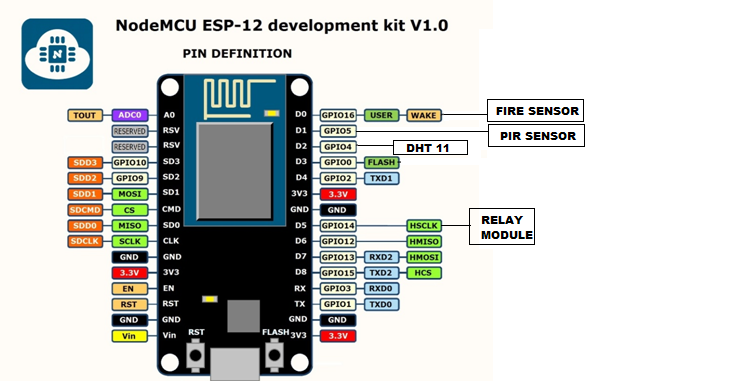 NodeMCU ESP-12 development kit V1.0
PIN DEFINITION
N
TOUT ADC0 A0 D0 GPIO16 USER WAKE FIRE SENSOR
RESERVED RSV D1 GPIO5 PIR SENSOR
RESERVED RSV D2 GPIO4 DHT 11
SDD3 GPIO10 SD3 D3 GPIO0 FLASH
SDD2 GPIO9 SD2 D4 GPIO2 TXD1
SDD1 MOSI SD1 3V3 3.3V
SDCMD CS CMD GND GND
SDD0 MISO SD0 D5 GPIO14 HSCLK RELAY
MODULE
SDCLK SCLK CLK D6 GPIO12 HMISO
GND GND D7 GPIO13 RXD2 HMOSI
3.3V 3V3 D8 GPIO15 TXD2 HCS
EN EN RX GPIO3 RXD0
RST RST TX GPIO1 TXD0
GND GND GND GND
Vin Vin RST FLASH 3V3 3.3V